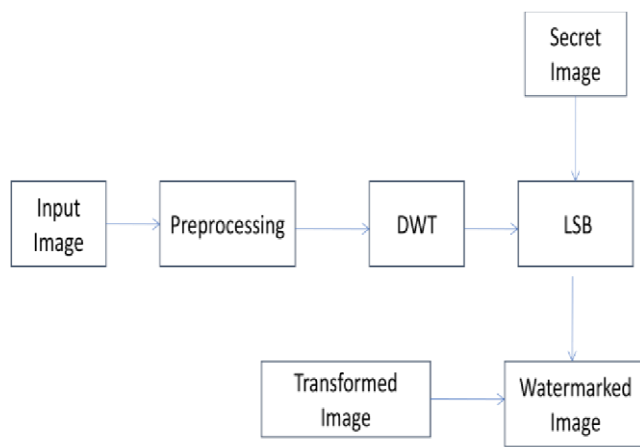 Secret
Image
Input
Image
Preprocessing
DWT
LSB
Transformed
Image
Watermarked
Image